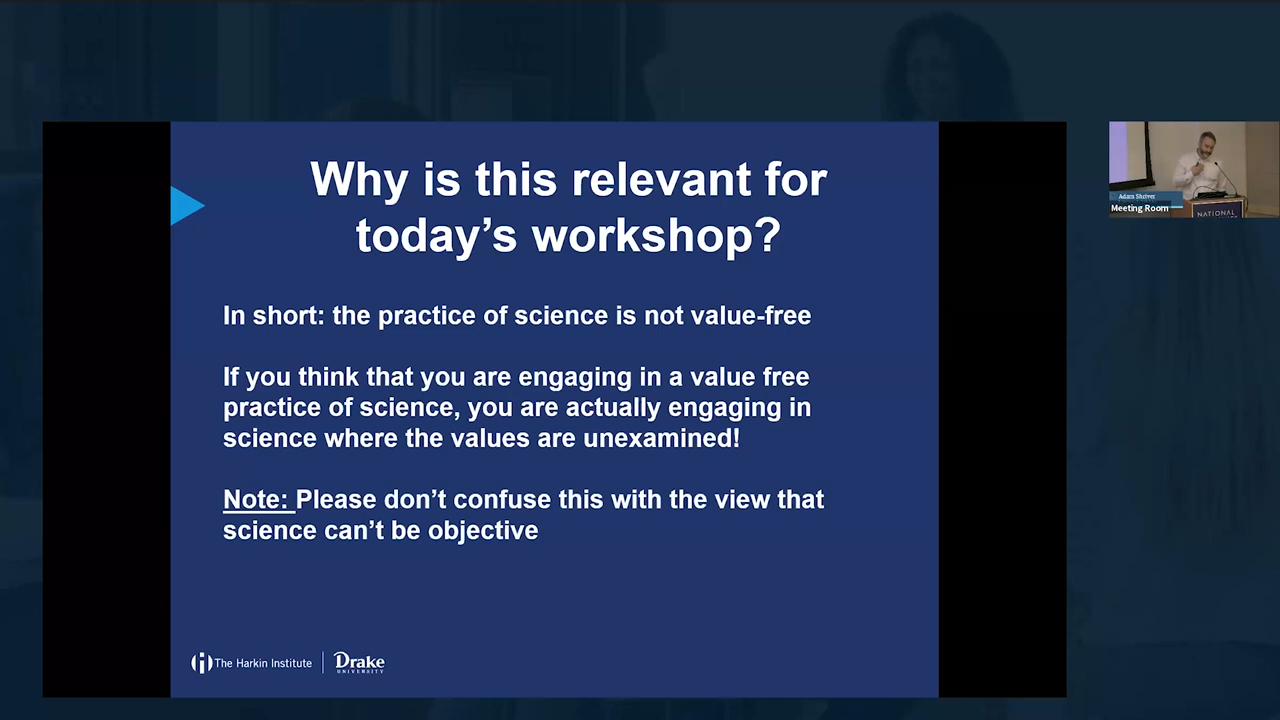 Why is this relevant for
today's workshop?
In short: the practice of science is not value-free
If you think that you are engaging in a value free
practice of science, you are actually engaging in
science where the values are unexamined!
Note: Please don't confuse this with the view that
science can't be objective
The Harkin Institute
Drake
UNIVERSITY
Adam Shriver
Meeting Room
NATIONAL